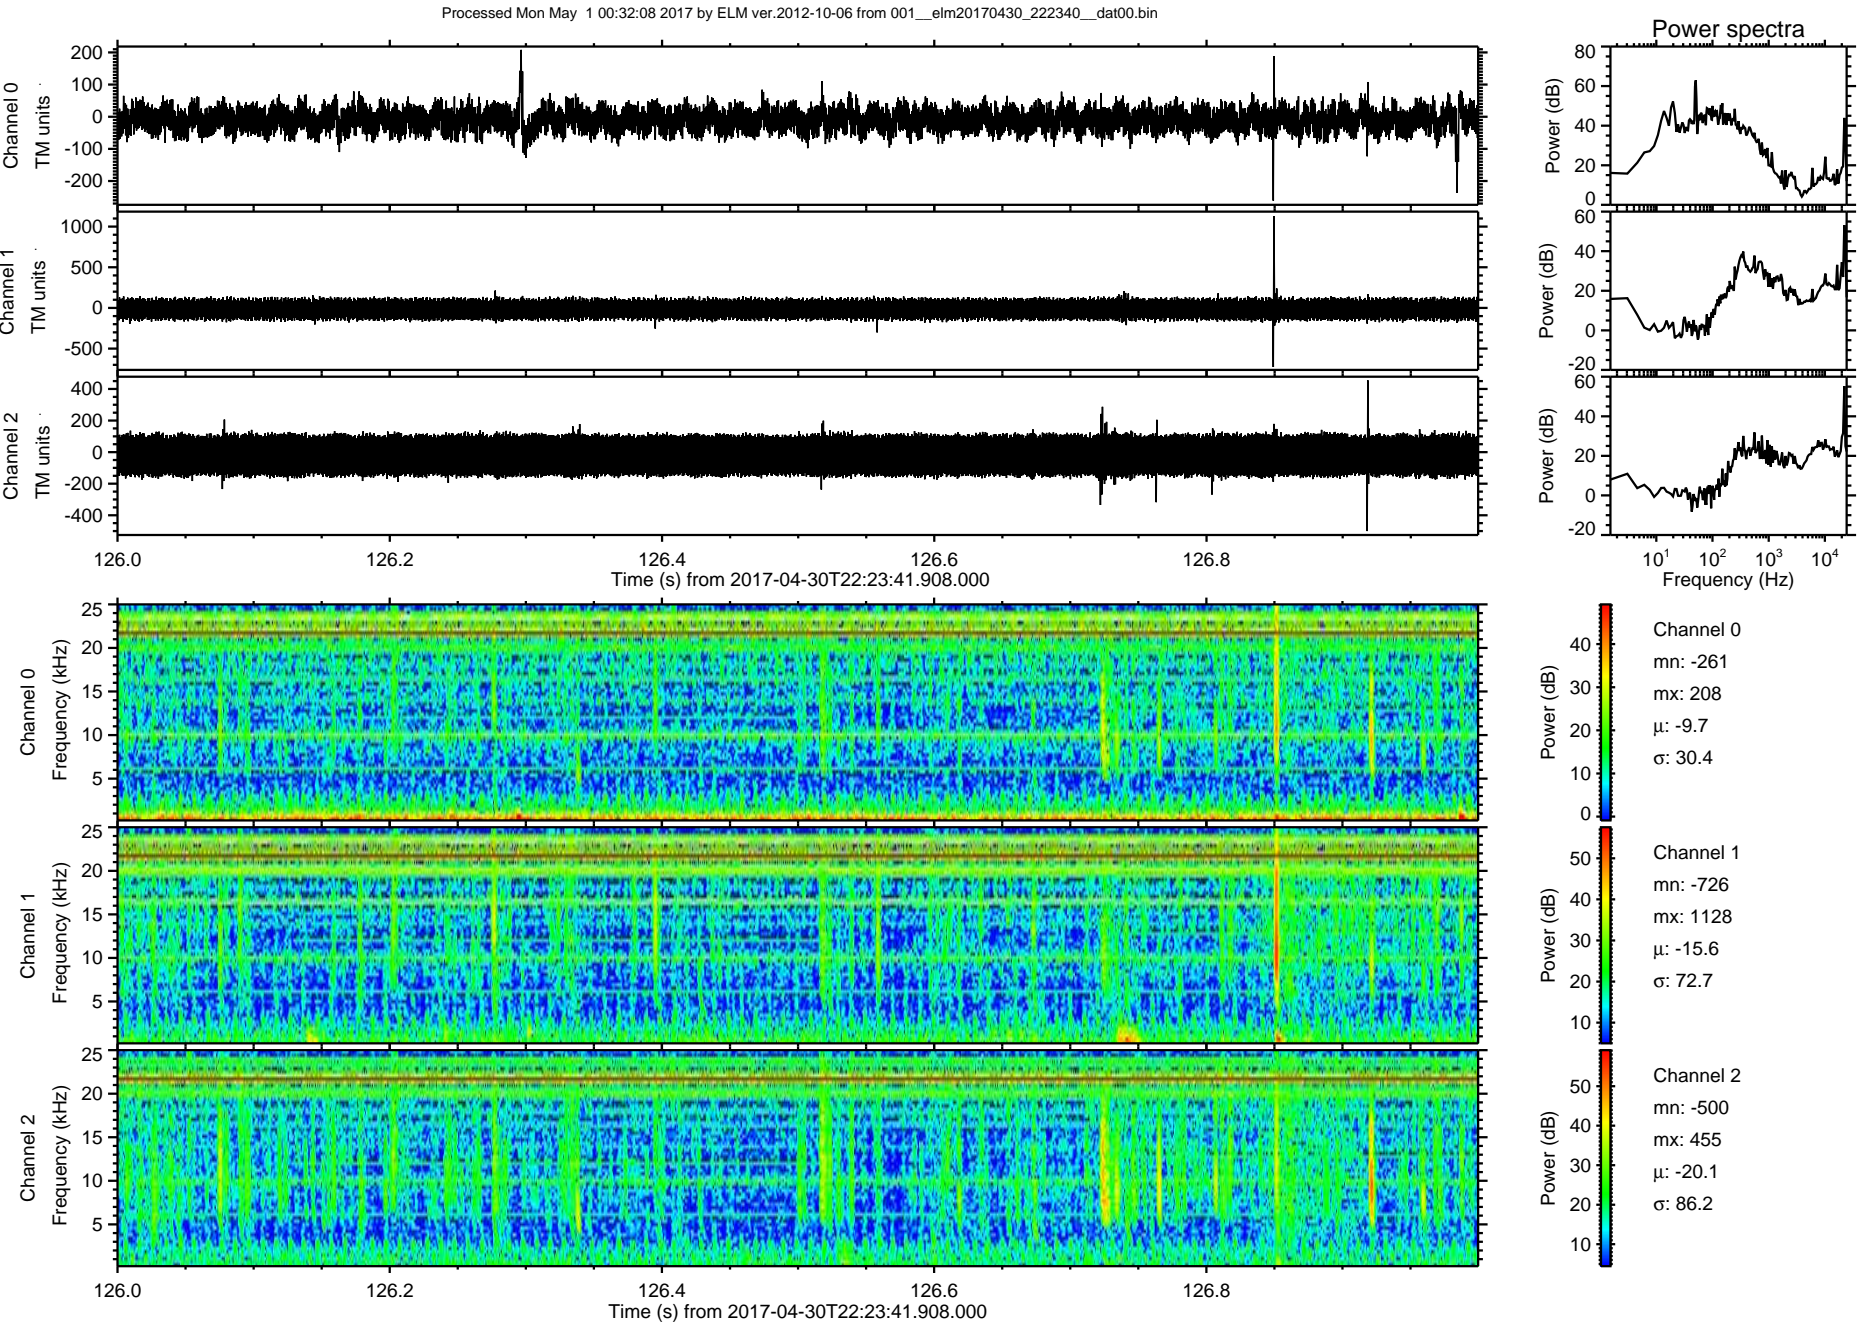 Processed Mon May  1 00:32:08 2017 by ELM ver.2012-10-06 from 001__elm20170430_222340__dat00.bin
Power spectra
Channel 0
TM units
200
100
0
-100
-200
Power (dB)
80
60
40
20
0
Channel 1
TM units
1000
500
0
-500
Power (dB)
60
40
20
0
-20
Channel 2
TM units
400
200
0
-200
-400
Power (dB)
60
40
20
0
-20
126.0 126.2 126.4 126.6 126.8
Time (s) from 2017-04-30T22:23:41.908.000
10¹ 10² 10³ 10⁴
Frequency (Hz)
Channel 0
Frequency (kHz)
25
20
15
10
5
Power (dB)
40
30
20
10
0
Channel 0
mn: -261
mx: 208
µ: -9.7
σ: 30.4
Channel 1
Frequency (kHz)
25
20
15
10
5
Power (dB)
50
40
30
20
10
Channel 1
mn: -726
mx: 1128
µ: -15.6
σ: 72.7
Channel 2
Frequency (kHz)
25
20
15
10
5
Power (dB)
50
40
30
20
10
Channel 2
mn: -500
mx: 455
µ: -20.1
σ: 86.2
126.0 126.2 126.4 126.6 126.8
Time (s) from 2017-04-30T22:23:41.908.000